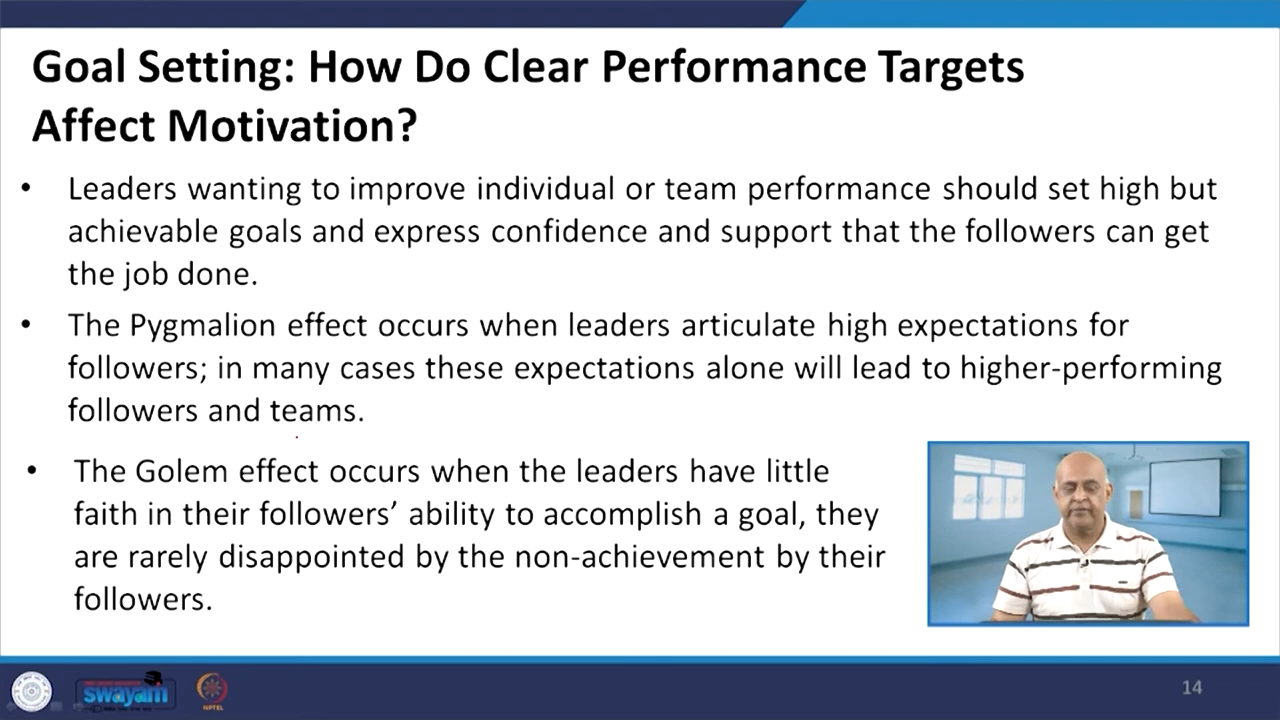 Goal Setting: How Do Clear Performance Targets
Affect Motivation?
• Leaders wanting to improve individual or team performance should set high but
achievable goals and express confidence and support that the followers can get
the job done.
• The Pygmalion effect occurs when leaders articulate high expectations for
followers; in many cases these expectations alone will lead to higher-performing
followers and teams.
• The Golem effect occurs when the leaders have little
faith in their followers’ ability to accomplish a goal, they
are rarely disappointed by the non-achievement by their
followers.
swayam
NPTEL
14